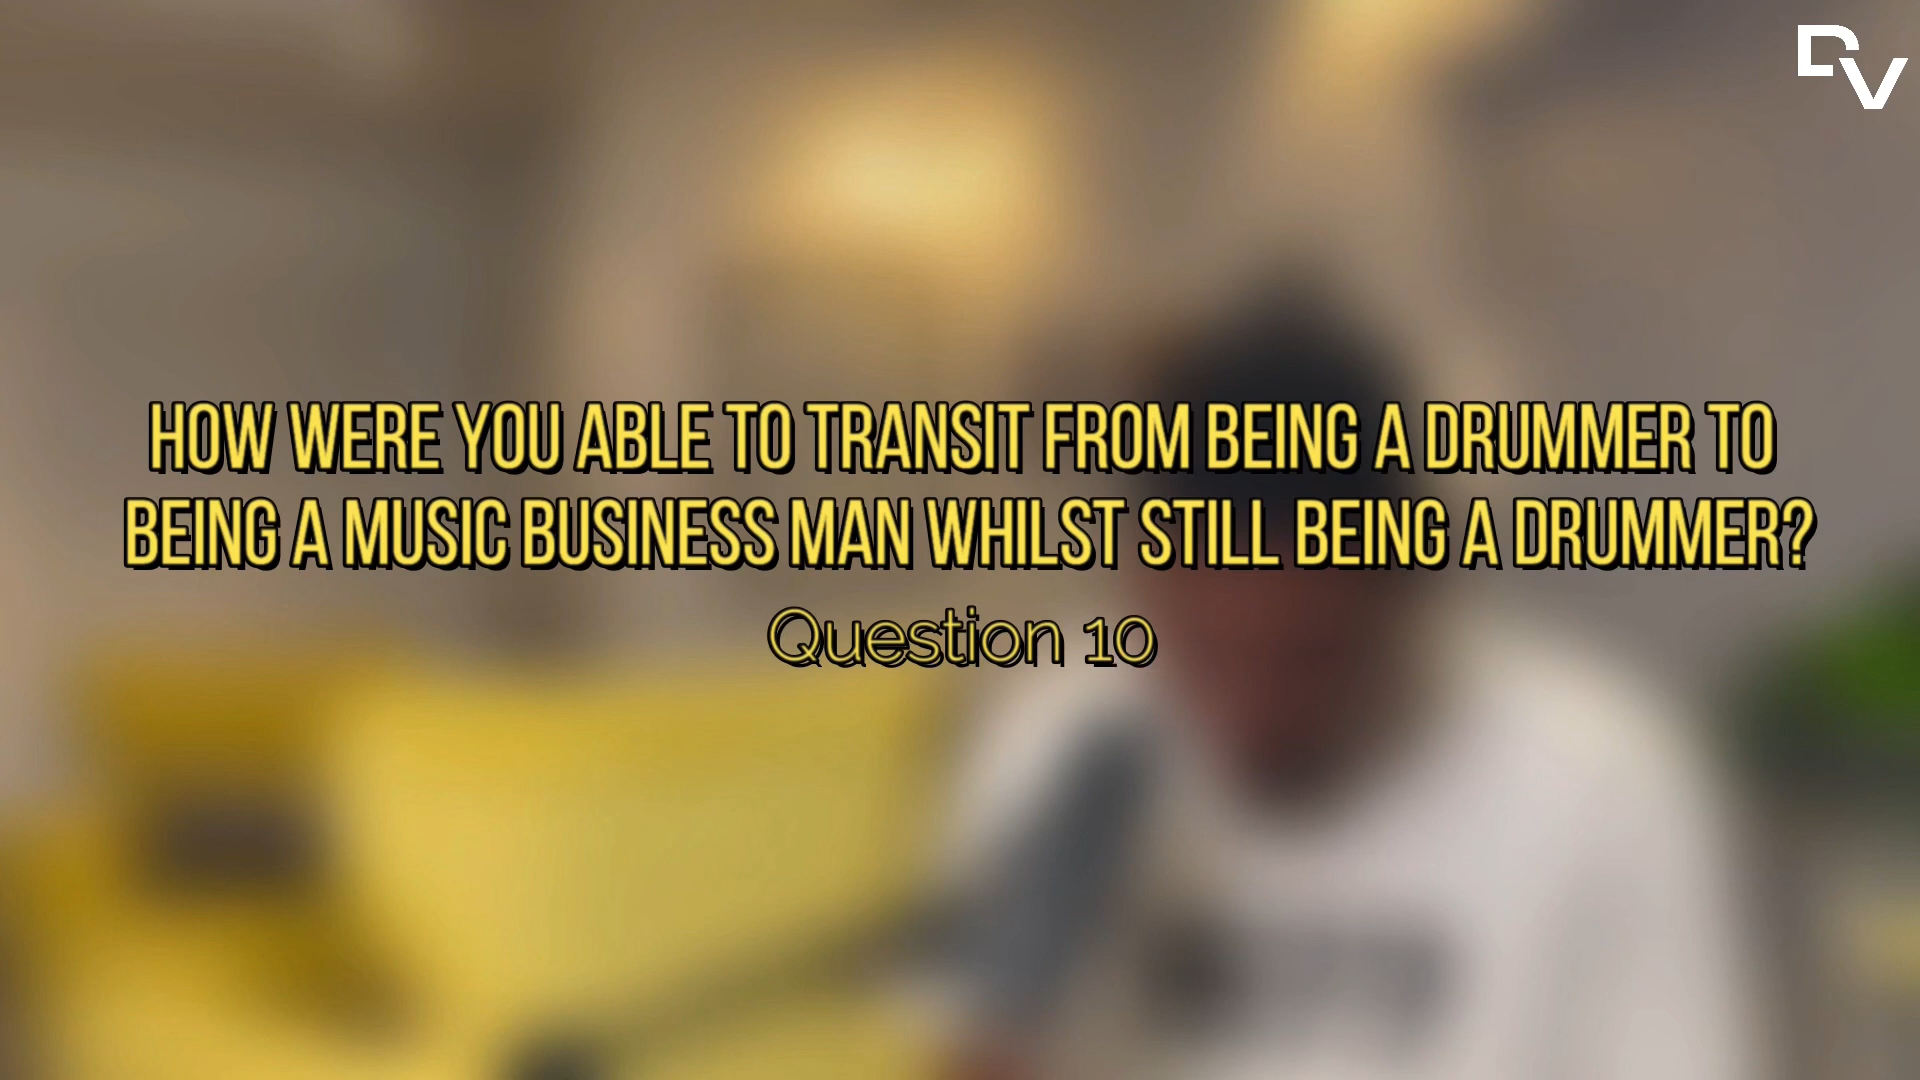 DV
HOW WERE YOU ABLE TO TRANSIT FROM BEING A DRUMMER TO
BEING A MUSIC BUSINESS MAN WHILST STILL BEING A DRUMMER?
Question 10